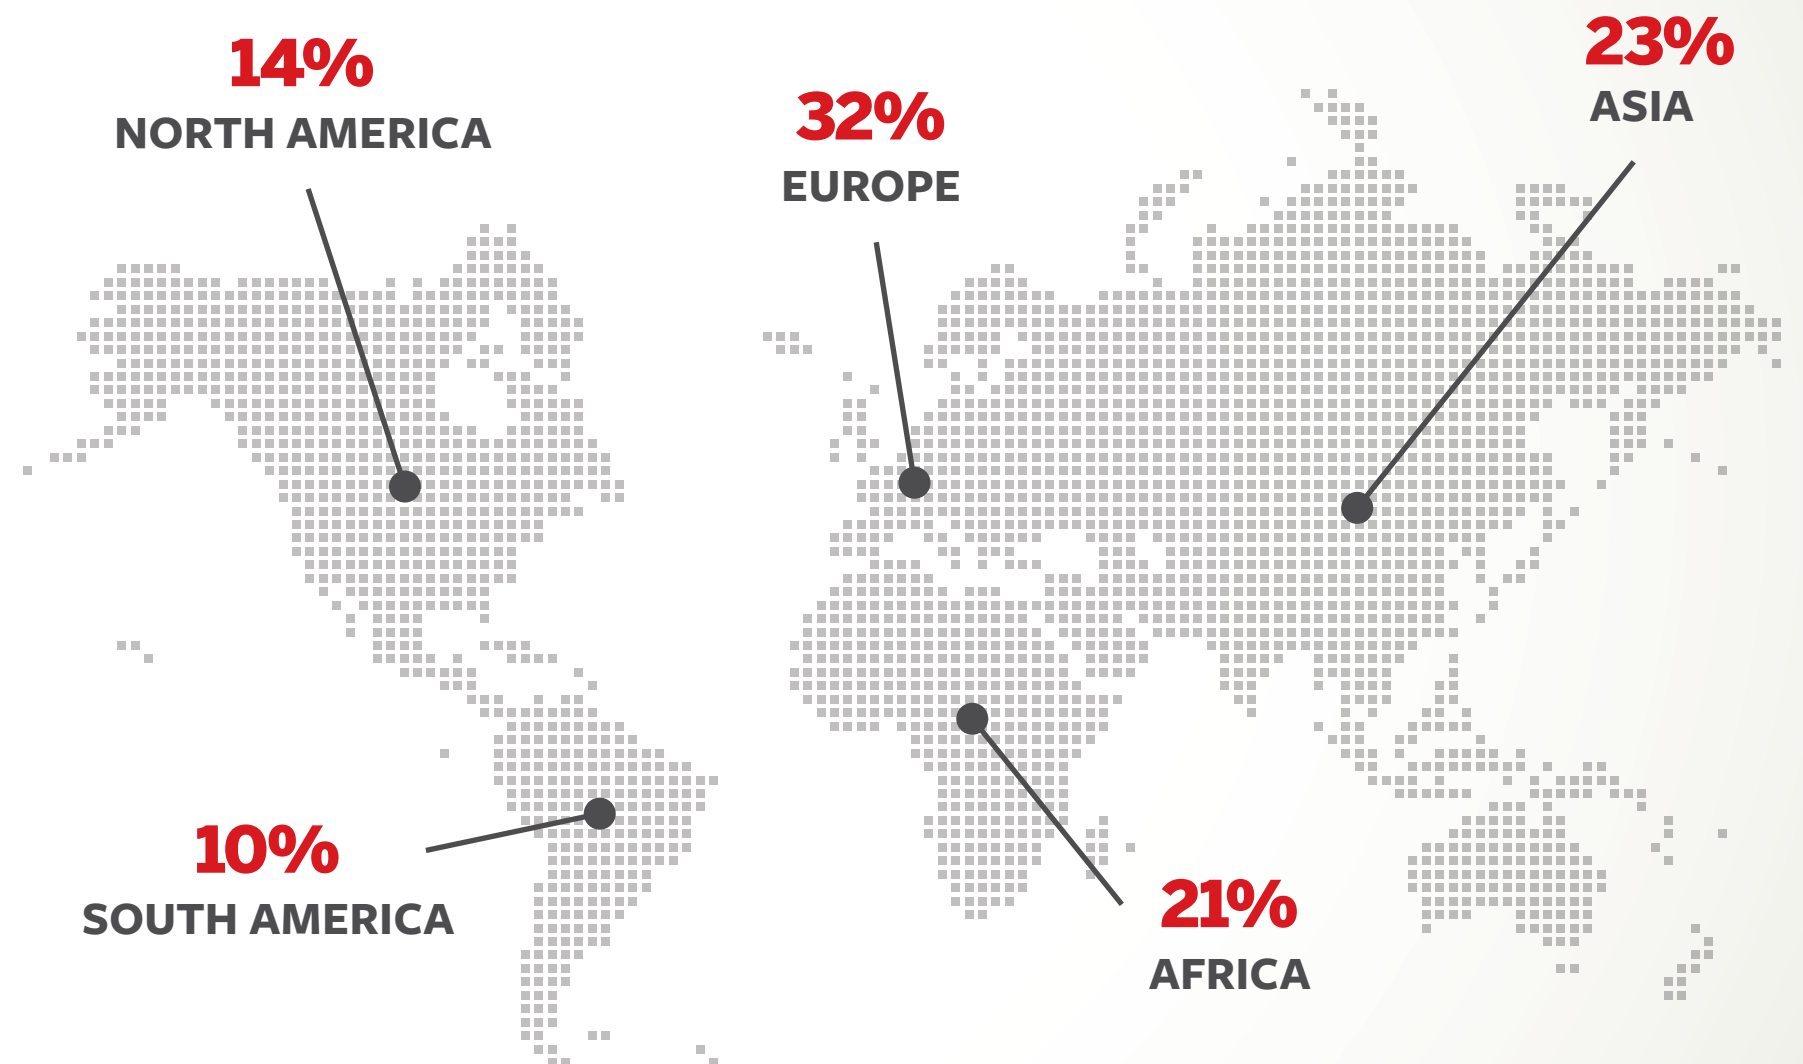 14%
NORTH AMERICA
32%
EUROPE
23%
ASIA
10%
SOUTH AMERICA
21%
AFRICA